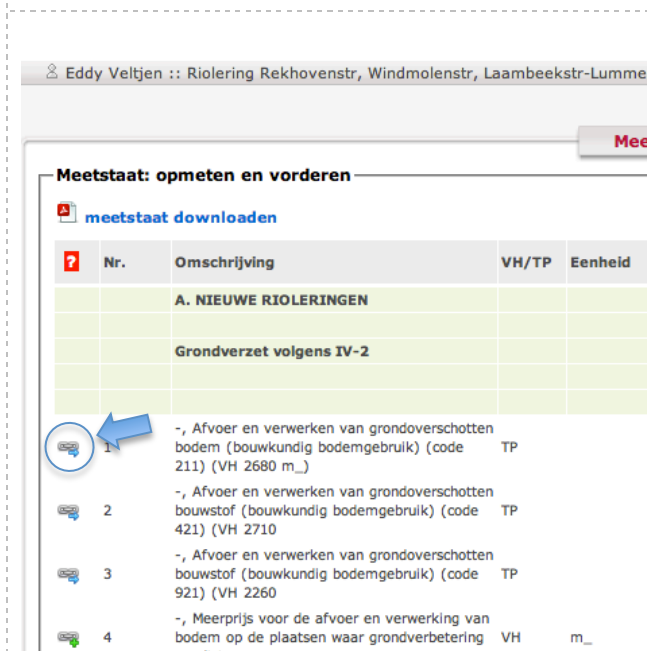 Eddy Veltjen :: Riolering Rekhovenstr, Windmolenstr, Laambeekstr-Lumme
Mee
Meetstaat: opmeten en vorderen
meetstaat downloaden
? Nr. Omschrijving VH/TP Eenheid
A. NIEUWE RIOLERINGEN
Grondverzet volgens IV-2
-, Afvoer en verwerken van grondoverschotten
1 bodem (bouwkundig bodemgebruik) (code TP
211) (VH 2680 m_)
-, Afvoer en verwerken van grondoverschotten
2 bouwstof (bouwkundig bodemgebruik) (code TP
421) (VH 2710
-, Afvoer en verwerken van grondoverschotten
3 bouwstof (bouwkundig bodemgebruik) (code TP
921) (VH 2260
-, Meerprijs voor de afvoer en verwerking van
4 bodem op de plaatsen waar grondverbetering VH m_